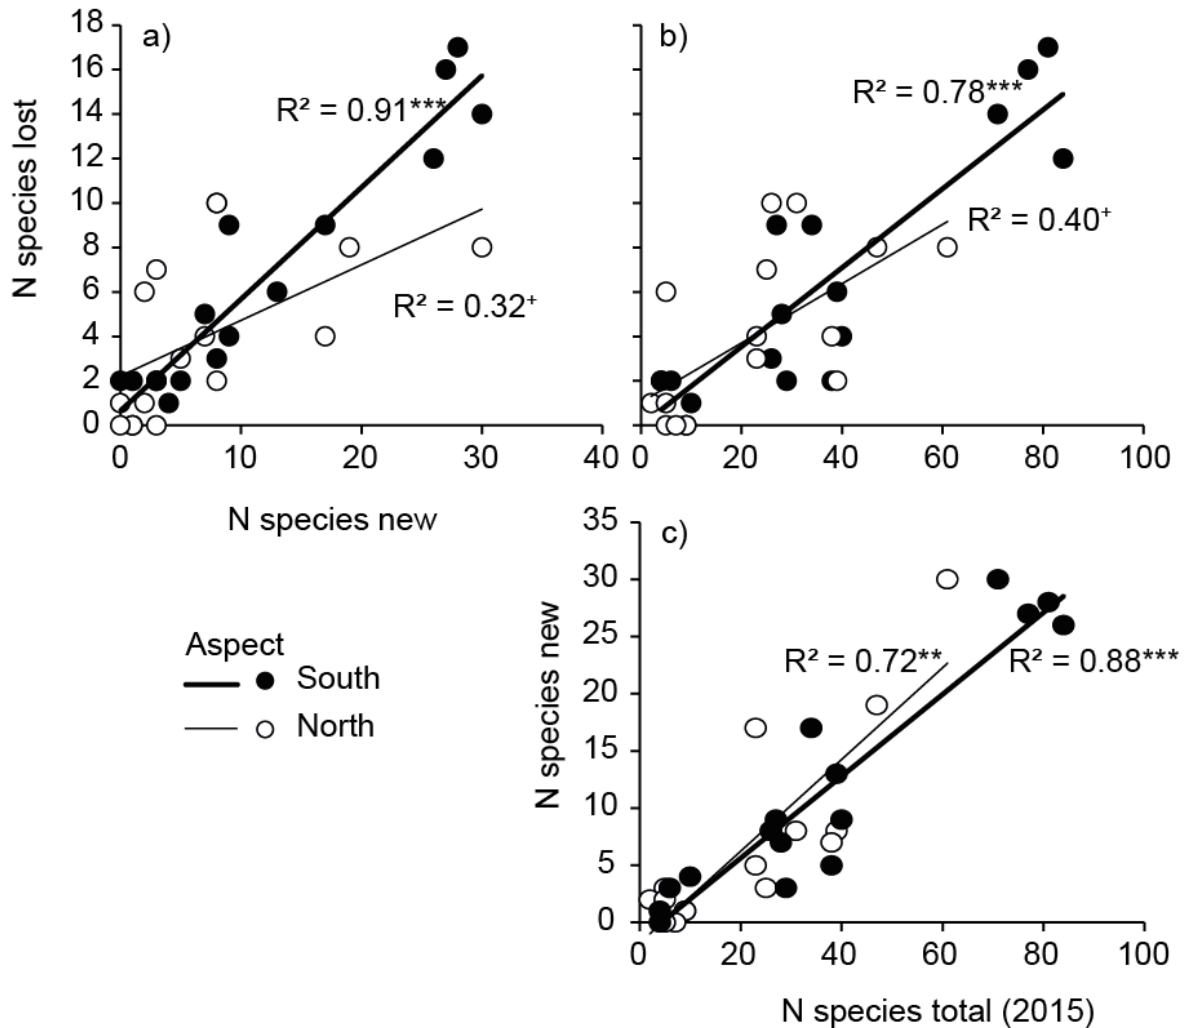 a)
R² = 0.91***
R² = 0.32⁺
N species lost
18
16
14
12
10
8
6
4
2
0
0 10 20 30 40
N species new
b)
R² = 0.78***
R² = 0.40⁺
0 20 40 60 80 100
c)
R² = 0.72** R² = 0.88***
N species new
35
30
25
20
15
10
5
0
0 20 40 60 80 100
N species total (2015)
Aspect
South
North